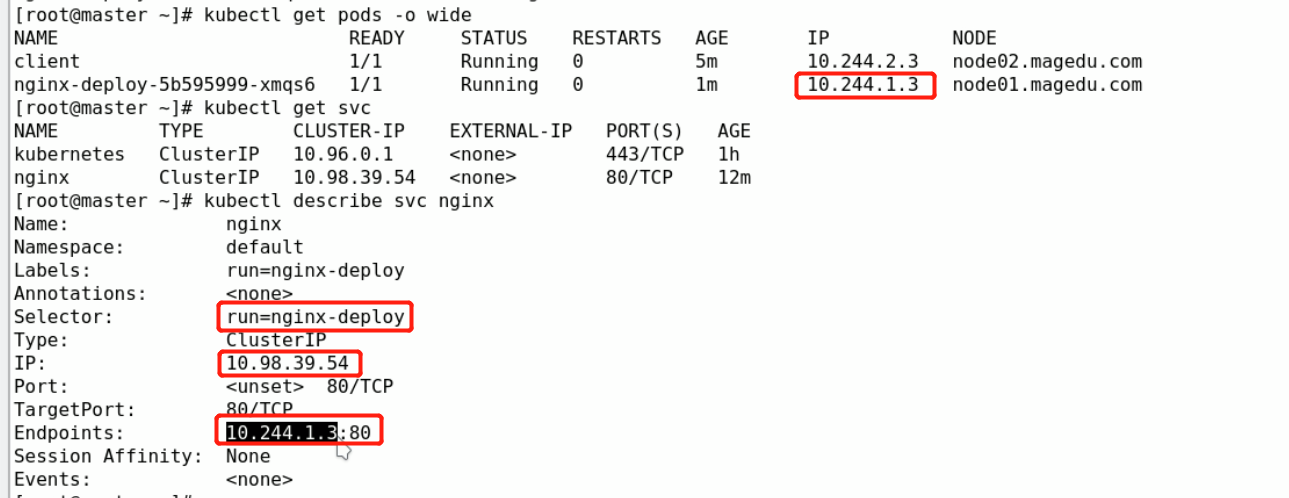 [root@master ~]# kubectl get pods -o wide
NAME READY STATUS RESTARTS AGE IP NODE
client 1/1 Running 0 5m 10.244.2.3 node02.magedu.com
nginx-deploy-5b595999-xmqs6 1/1 Running 0 1m 10.244.1.3 node01.magedu.com
[root@master ~]# kubectl get svc
NAME TYPE CLUSTER-IP EXTERNAL-IP PORT(S) AGE
kubernetes ClusterIP 10.96.0.1 <none> 443/TCP 1h
nginx ClusterIP 10.98.39.54 <none> 80/TCP 12m
[root@master ~]# kubectl describe svc nginx
Name: nginx
Namespace: default
Labels: run=nginx-deploy
Annotations: <none>
Selector: run=nginx-deploy
Type: ClusterIP
IP: 10.98.39.54
Port: <unset> 80/TCP
TargetPort: 80/TCP
Endpoints: 10.244.1.3:80
Session Affinity: None
Events: <none>